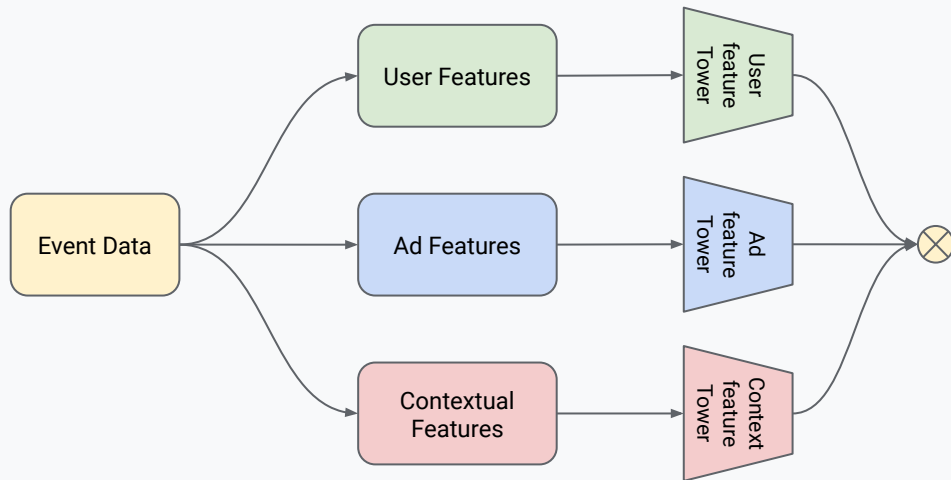 User Features
User
feature
Tower
Event Data
Ad Features
Ad
feature
Tower
Contextual
Features
Context
feature
Tower